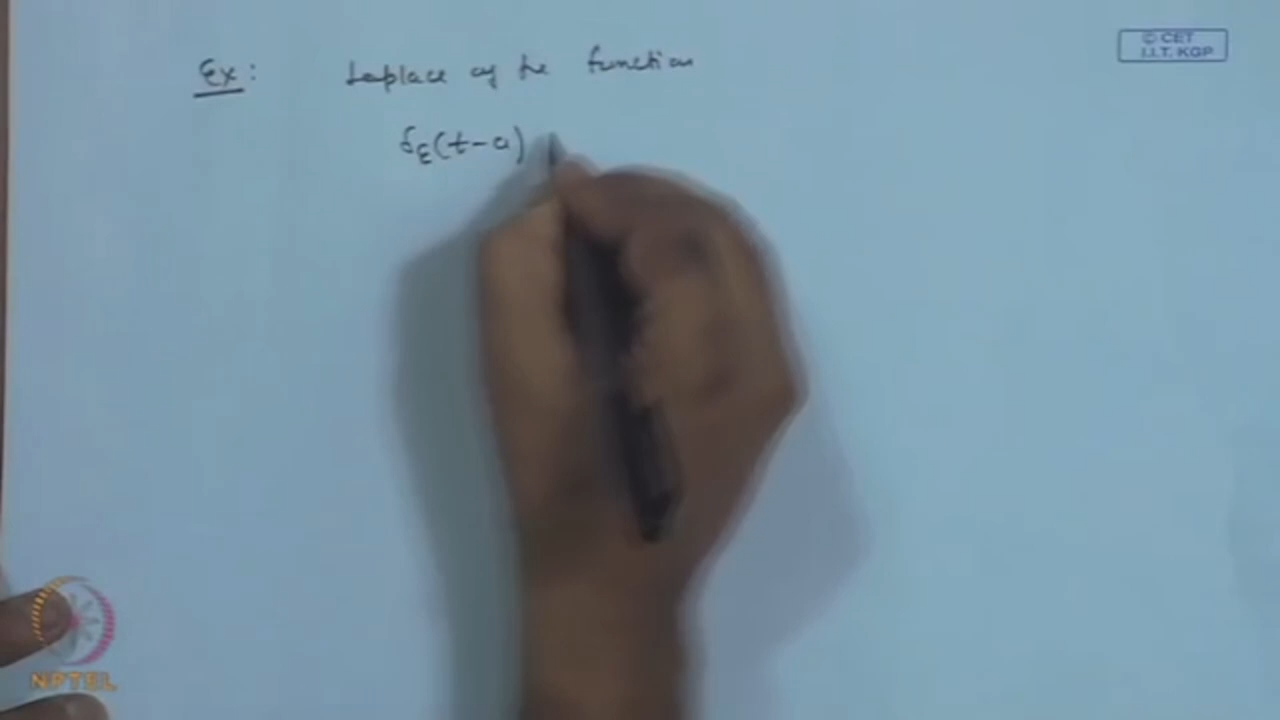 © CET
I.I.T. KGP
Ex: Laplace of the function
δε(t-a)
NPTEL